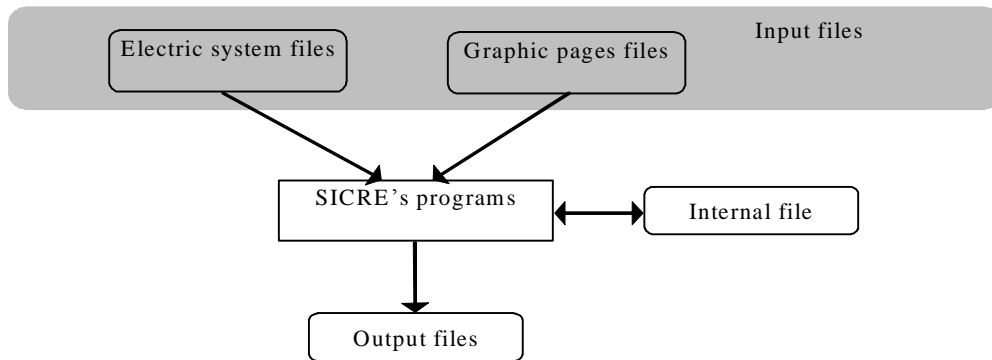 Input files
Electric system files
Graphic pages files
SICRE’s programs
Internal file
Output files